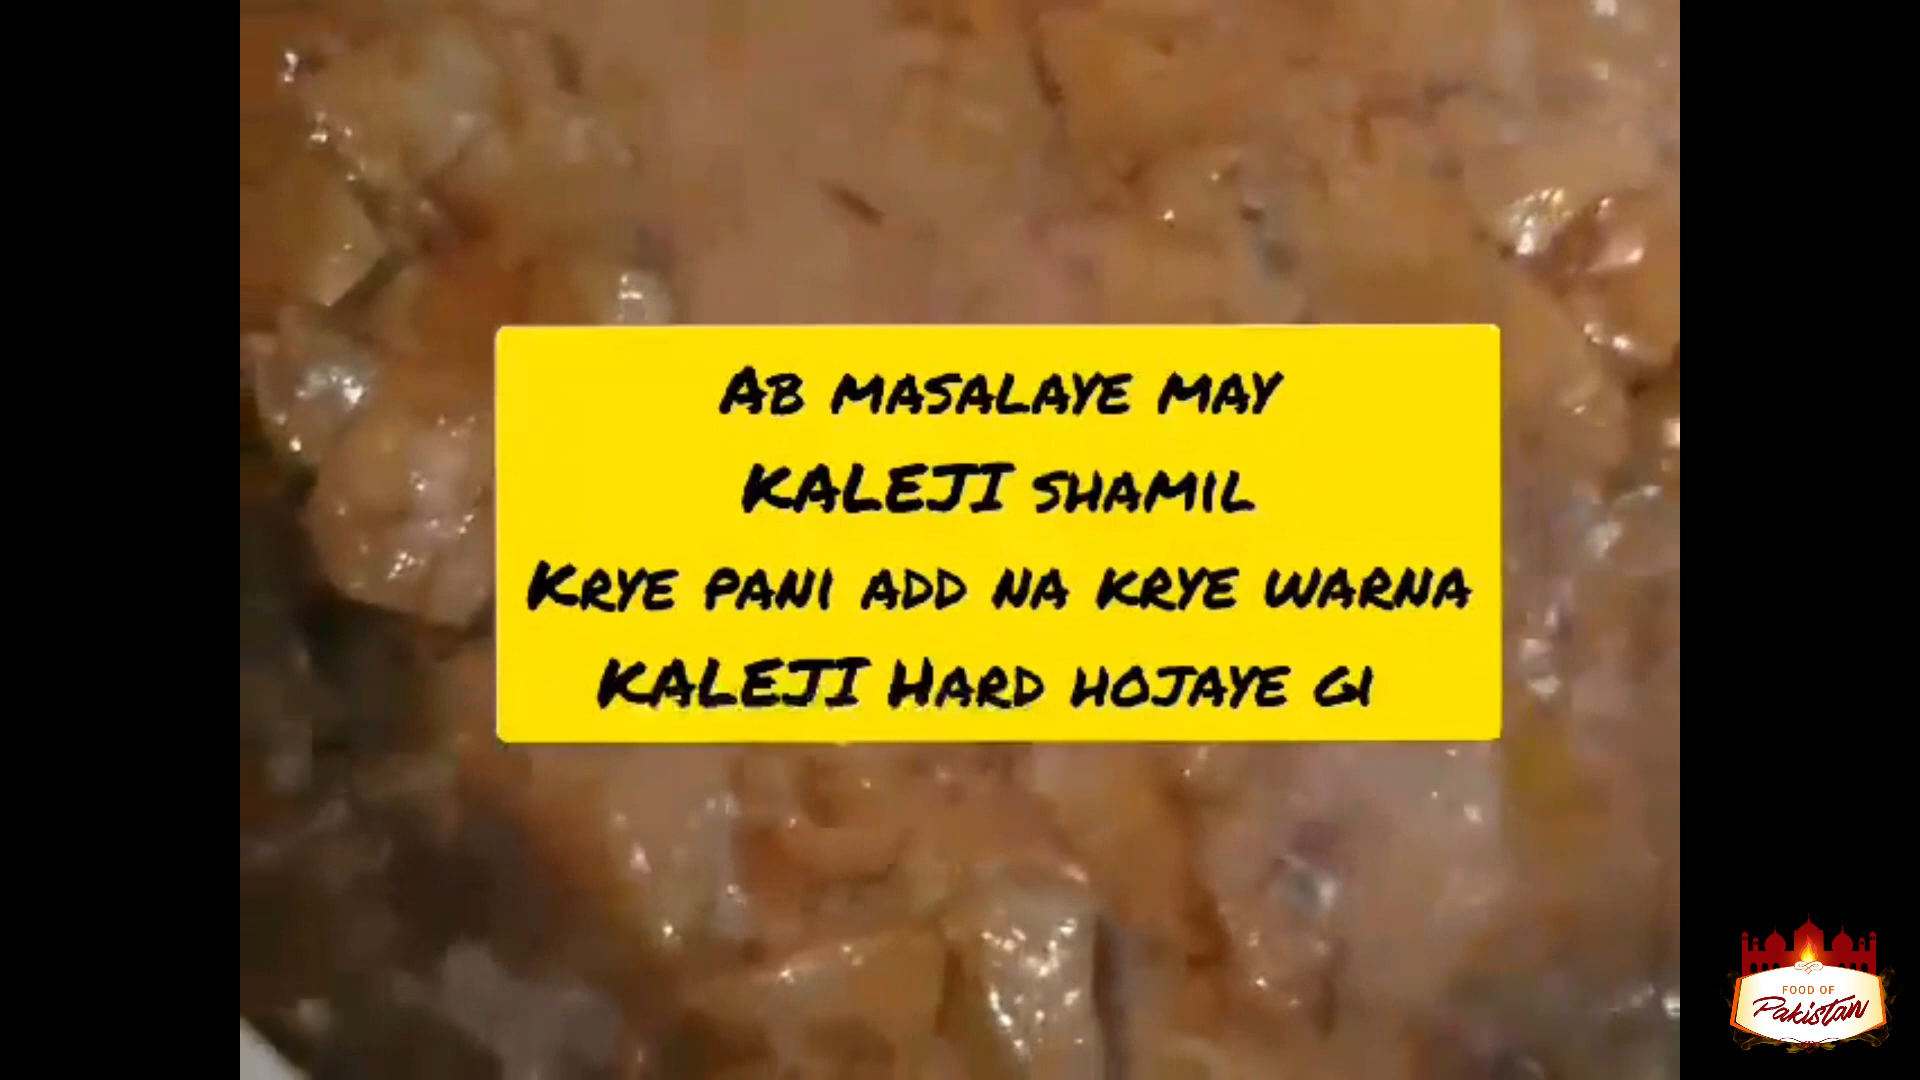 Ab masalaye may
KALEJI shamil
Krye pani add na krye warna
KALEJI Hard hojaye gi
FOOD OF
Pakistan